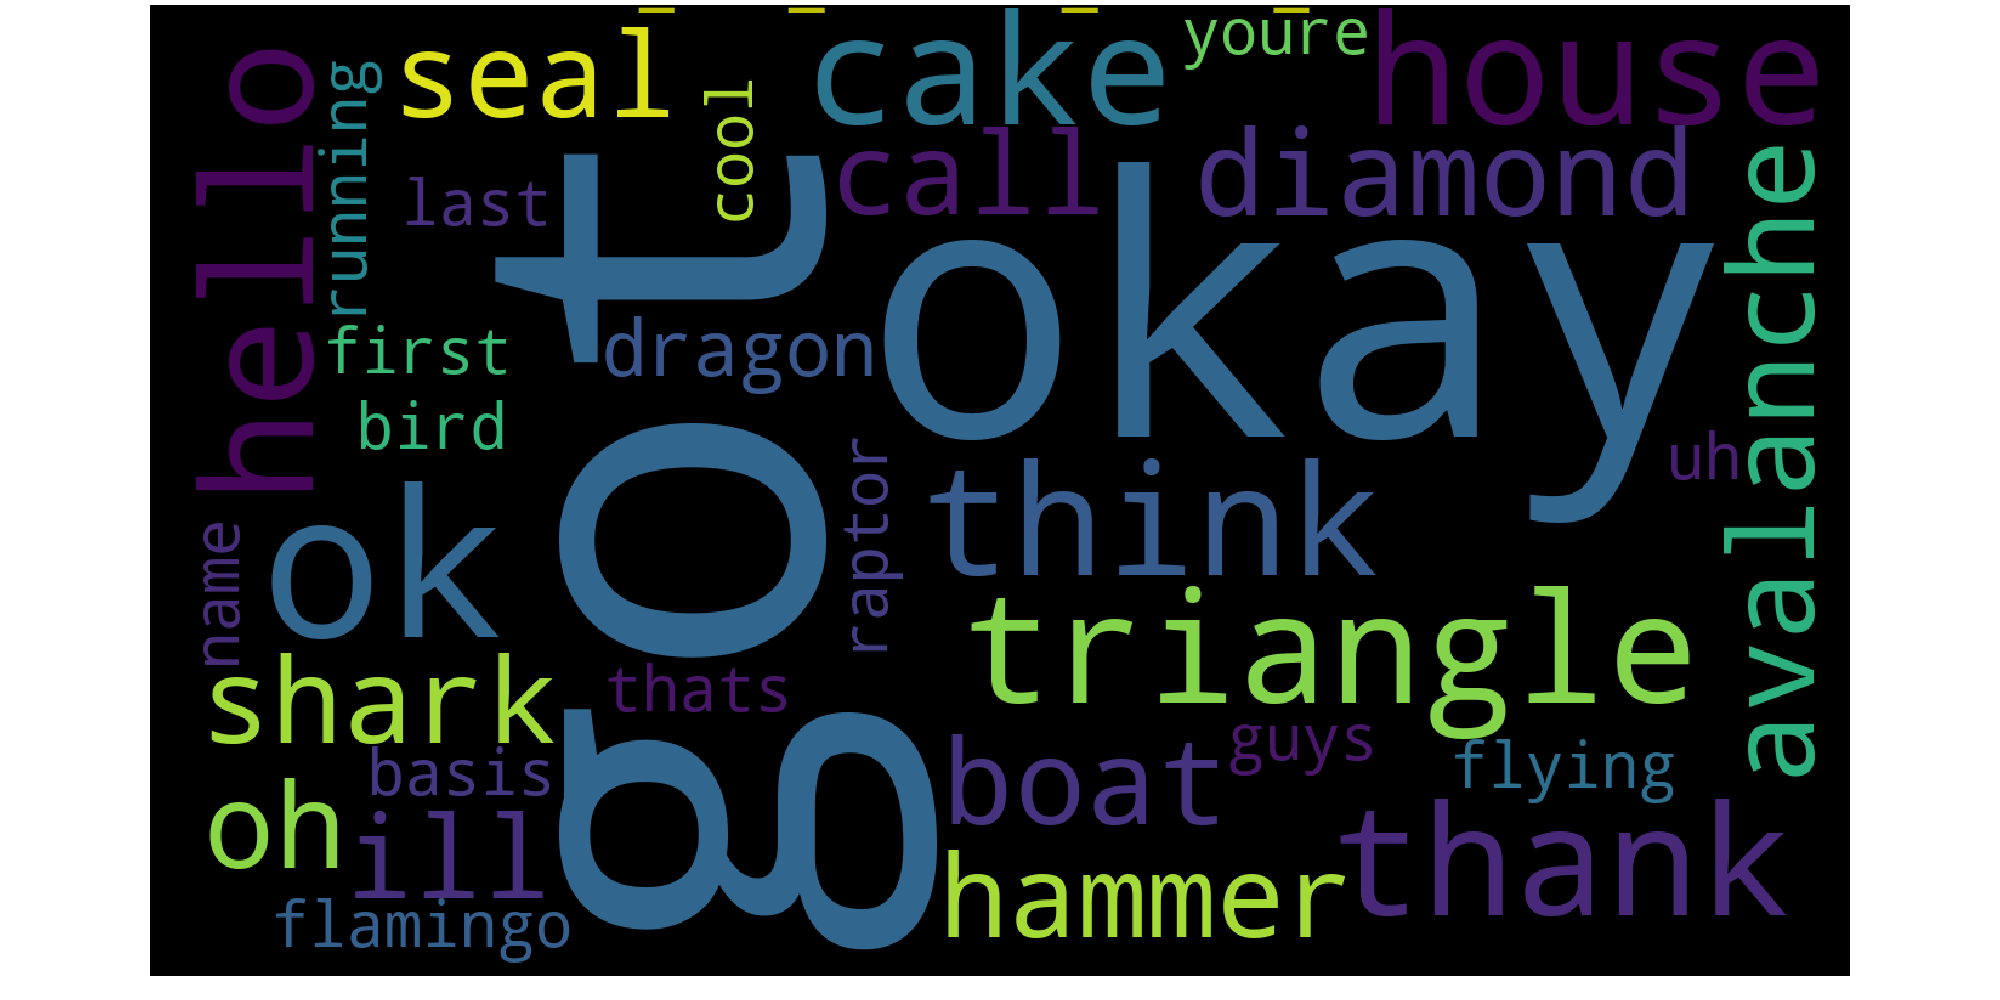 hello
running
seal
cool
cake
youre
house
last
call
diamond
got
okay
avalanche
first
dragon
bird
raptor
think
uh
name
ok
triangle
shark
thats
basis
boat
guys
flying
oh
ill
hammer
thank
flamingo